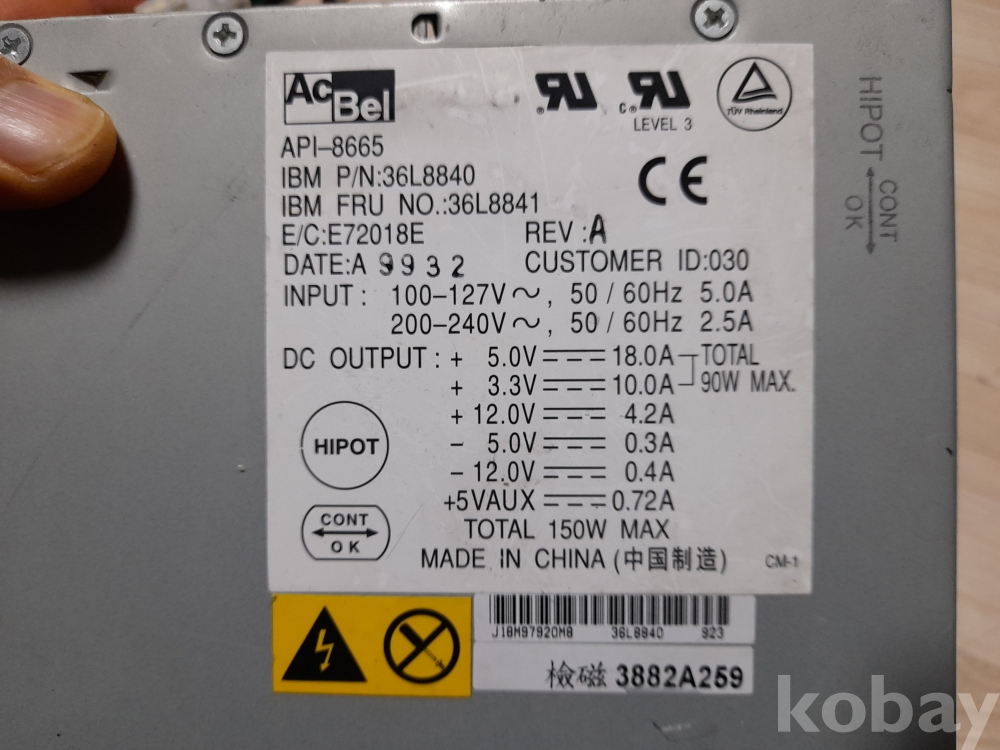 AcBel
LEVEL 3
TÜV Rheinland
API–8665
IBM P/N:36L8840
IBM FRU NO.:36L8841
E/C:E72018E REV:A
DATE:A 9932 CUSTOMER ID:030
INPUT: 100–127V～, 50 / 60Hz 5.0A
200–240V～, 50 / 60Hz 2.5A
DC OUTPUT: + 5.0V 18.0A TOTAL
+ 3.3V 10.0A 90W MAX.
+ 12.0V 4.2A
– 5.0V 0.3A
– 12.0V 0.4A
+5VAUX 0.72A
TOTAL 150W MAX
MADE IN CHINA (中国制造)
CM-1
HIPOT
CONT
OK
HIPOT
CONT
OK
J18M97920M8 36L8840 923
檢磁 3882A259
kobay